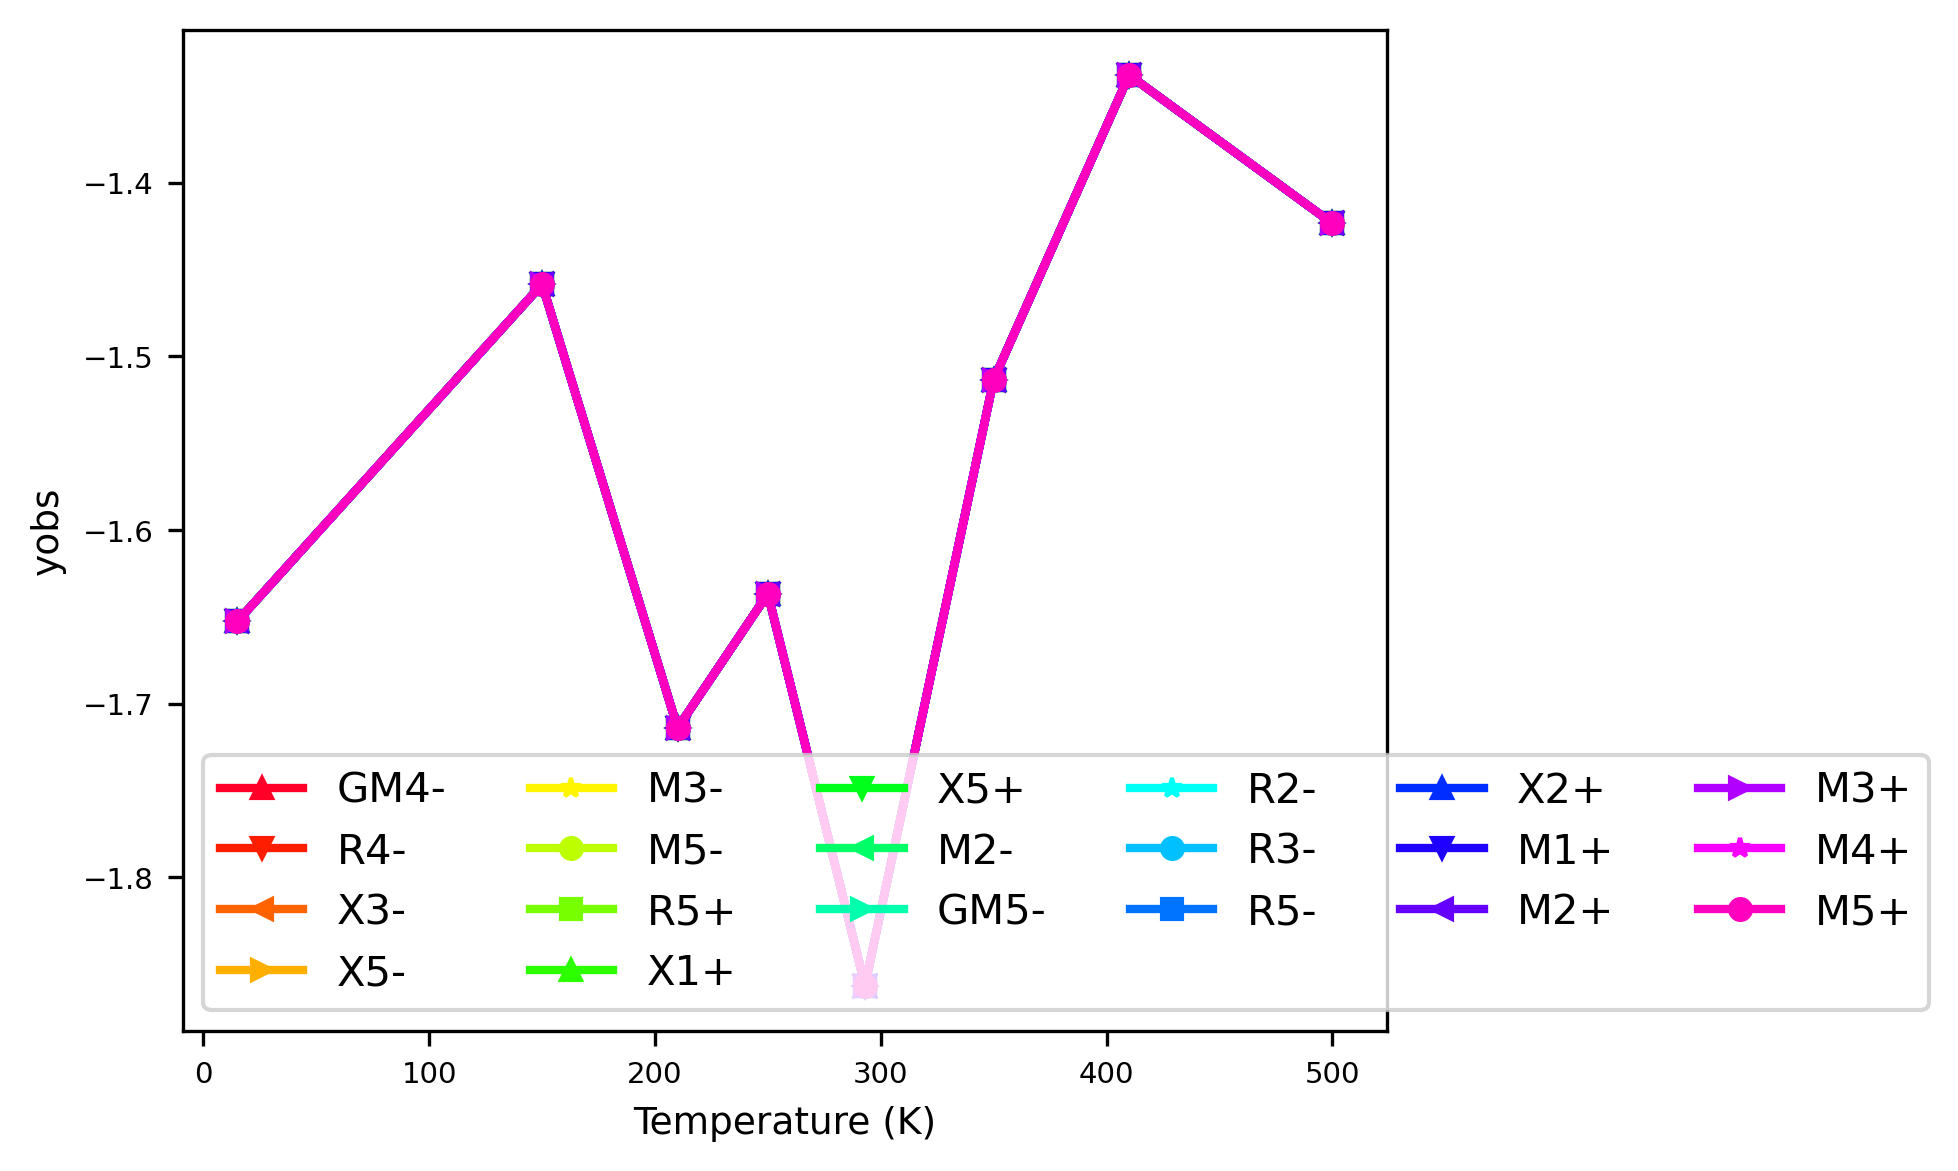 −1.4
−1.5
−1.6
−1.7
−1.8
yobs
GM4- M3- X5+ R2- X2+ M3+
R4- M5- M2- R3- M1+ M4+
X3- R5+ GM5- R5- M2+ M5+
X5- X1+
0 100 200 300 400 500
Temperature (K)